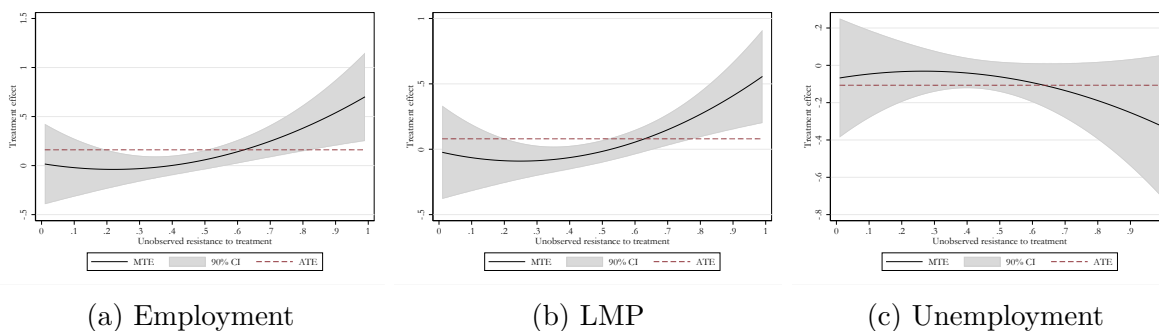 1.5
1
.5
0
-.5
Treatment effect
0 .1 .2 .3 .4 .5 .6 .7 .8 .9 1
Unobserved resistance to treatment
MTE 90% CI ATE
(a) Employment
1
.5
0
-.5
Treatment effect
0 .1 .2 .3 .4 .5 .6 .7 .8 .9 1
Unobserved resistance to treatment
MTE 90% CI ATE
(b) LMP
.2
0
-.2
-.4
-.6
-.8
Treatment effect
0 .1 .2 .3 .4 .5 .6 .7 .8 .9
Unobserved resistance to treatment
MTE 90% CI ATE
(c) Unemployment